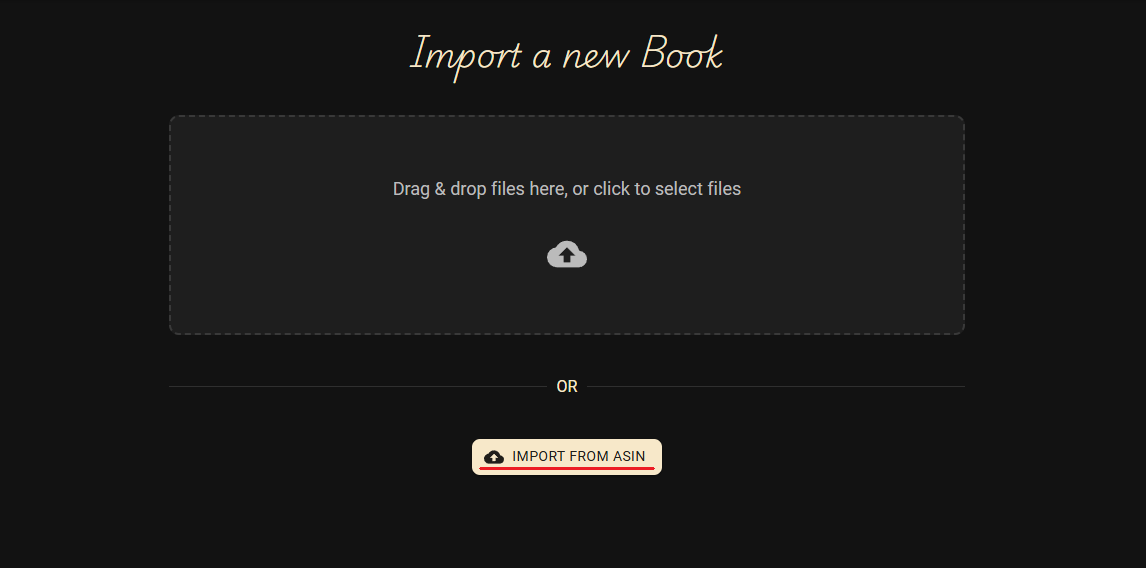 Import a new Book
Drag & drop files here, or click to select files
OR
IMPORT FROM ASIN